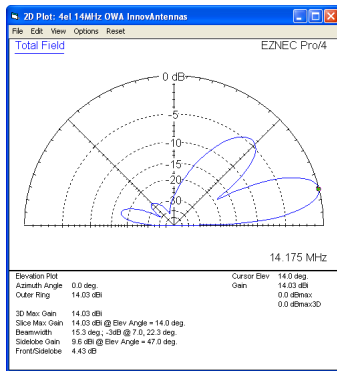 2D Plot: 4el 14MHz OWA InnovAntennas
File Edit View Options Reset
Total Field
EZNEC Pro/4
0 dB
-5
-10
-15
-20
-30
14.175 MHz
Elevation Plot
Azimuth Angle 0.0 deg.
Outer Ring 14.03 dBi
Cursor Elev 14.0 deg.
Gain 14.03 dBi
0.0 dBmax
0.0 dBmax3D
3D Max Gain 14.03 dBi
Slice Max Gain 14.03 dBi @ Elev Angle = 14.0 deg.
Beamwidth 15.3 deg.; -3dB @ 7.0, 22.3 deg.
Sidelobe Gain 9.6 dBi @ Elev Angle = 47.0 deg.
Front/Sidelobe 4.43 dB